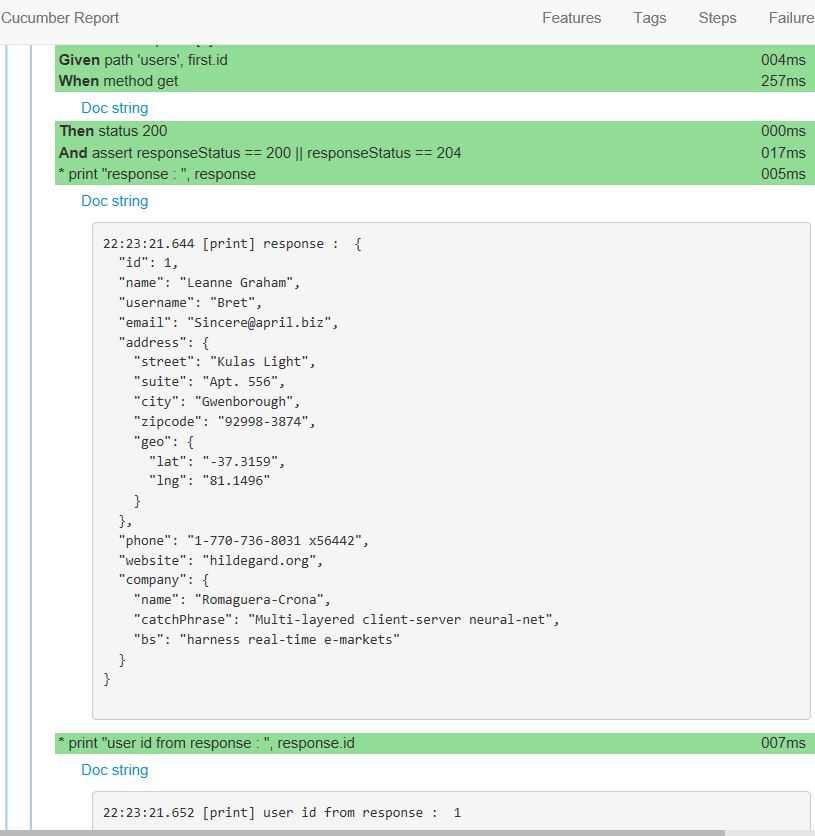 Cucumber Report Features Tags Steps Failure
Given path 'users', first.id 004ms
When method get 257ms
Doc string
Then status 200 000ms
And assert responseStatus == 200 || responseStatus == 204 017ms
* print "response : ", response 005ms
Doc string
22:23:21.644 [print] response :  {
  "id": 1,
  "name": "Leanne Graham",
  "username": "Bret",
  "email": "Sincere@april.biz",
  "address": {
    "street": "Kulas Light",
    "suite": "Apt. 556",
    "city": "Gwenborough",
    "zipcode": "92998-3874",
    "geo": {
      "lat": "-37.3159",
      "lng": "81.1496"
    }
  },
  "phone": "1-770-736-8031 x56442",
  "website": "hildegard.org",
  "company": {
    "name": "Romaguera-Crona",
    "catchPhrase": "Multi-layered client-server neural-net",
    "bs": "harness real-time e-markets"
  }
}
* print "user id from response : ", response.id 007ms
Doc string
22:23:21.652 [print] user id from response :  1